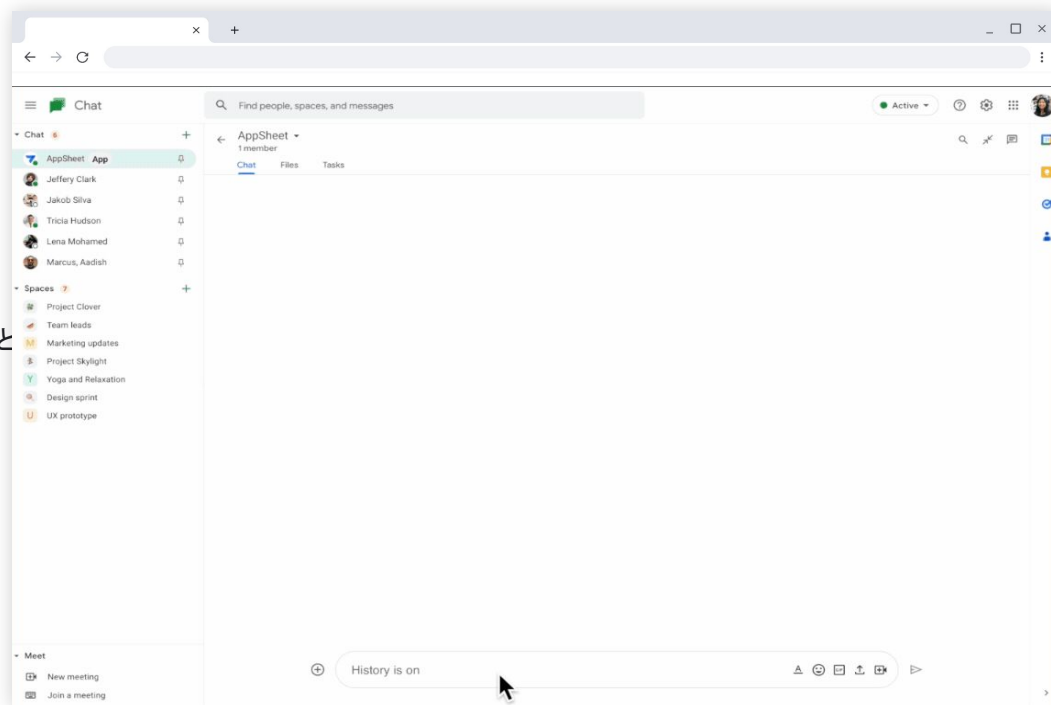 Chat
Find people, spaces, and messages
Active
Chat 6
AppSheet App
Jeffery Clark
Jakob Silva
Tricia Hudson
Lena Mohamed
Marcus, Aadish
Spaces 7
Project Clover
Team leads
M Marketing updates
Project Skylight
Y Yoga and Relaxation
Design sprint
U UX prototype
Meet
New meeting
Join a meeting
AppSheet
1 member
Chat Files Tasks
History is on
GIF
と